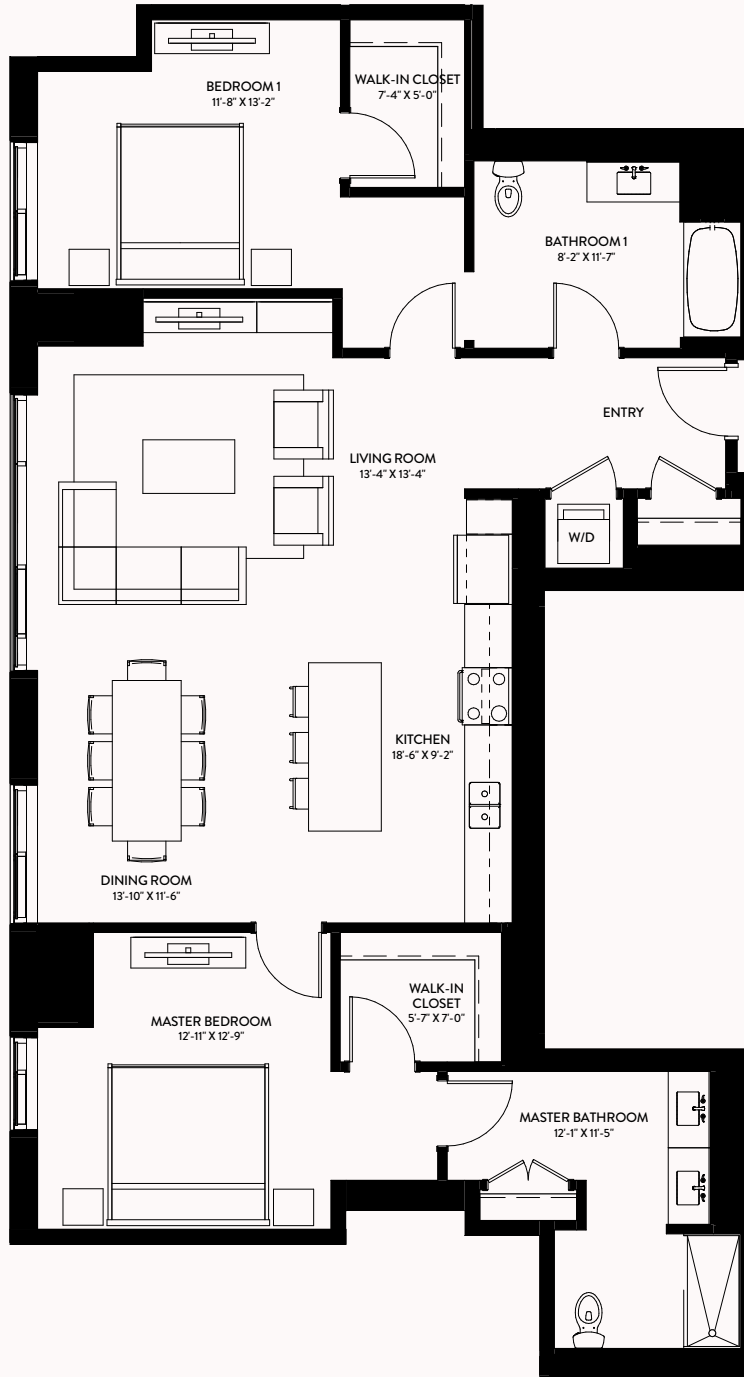 BEDROOM 1
11'-8" X 13'-2"
WALK-IN CLOSET
7'-4" X 5'-0"
BATHROOM 1
8'-2" X 11'-7"
ENTRY
LIVING ROOM
13'-4" X 13'-4"
W/D
KITCHEN
18'-6" X 9'-2"
DINING ROOM
13'-10" X 11'-6"
WALK-IN
CLOSET
5'-7" X 7'-0"
MASTER BEDROOM
12'-11" X 12'-9"
MASTER BATHROOM
12'-1" X 11'-5"